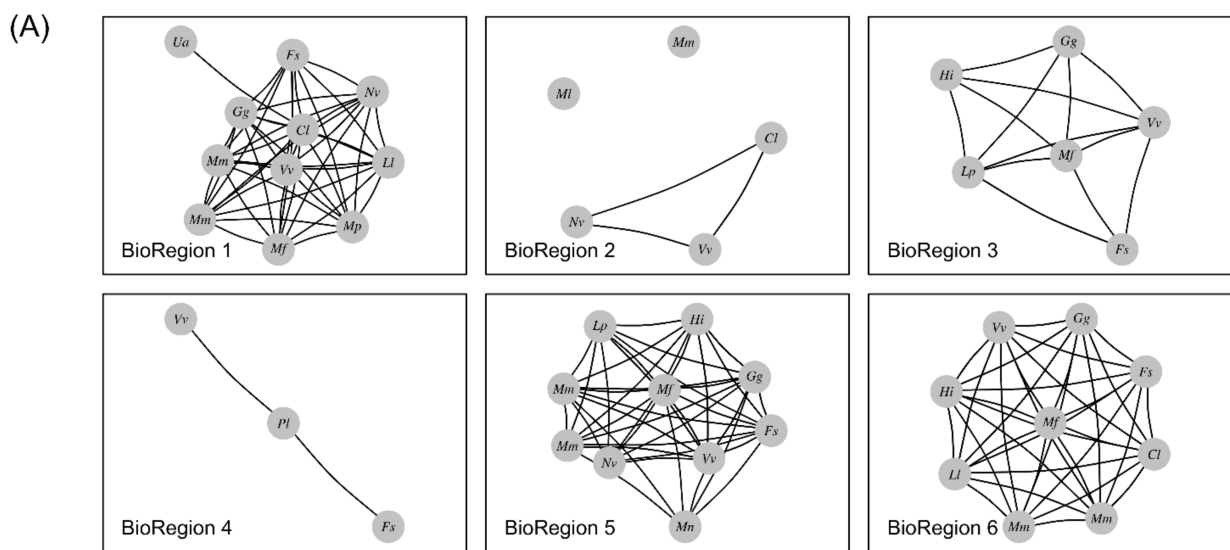 (A)
Ua
Fs
Nv
Gg
Cl
Mm
Vv
Ll
Mm
Mp
Mf
BioRegion 1
Mm
Ml
Cl
Nv
Vv
BioRegion 2
Gg
Hi
Vv
Mf
Lp
Fs
BioRegion 3
Vv
Pl
Fs
BioRegion 4
Lp
Hi
Gg
Mm
Mf
Fs
Mm
Nv
Vv
Mn
BioRegion 5
Vv
Gg
Fs
Hi
Mf
Cl
Ll
Mm
Mm
BioRegion 6